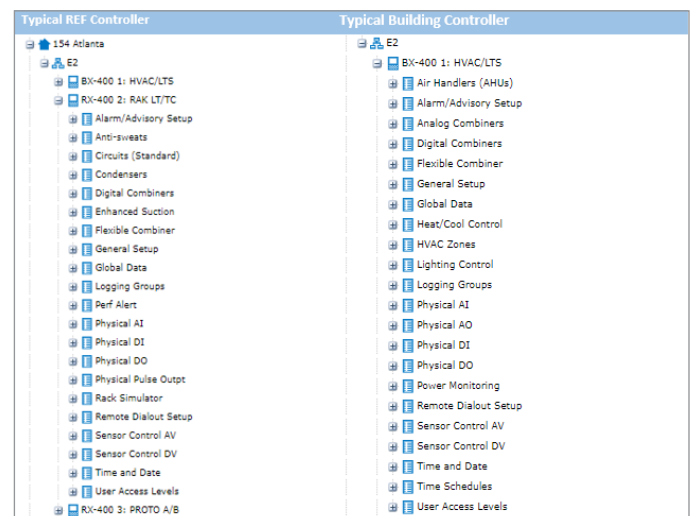 Typical REF Controller
154 Atlanta
E2
BX-400 1: HVAC/LTS
RX-400 2: RAK LT/TC
Alarm/Advisory Setup
Anti-sweats
Circuits (Standard)
Condensers
Digital Combiners
Enhanced Suction
Flexible Combiner
General Setup
Global Data
Logging Groups
Perf Alert
Physical AI
Physical DI
Physical DO
Physical Pulse Outpt
Rack Simulator
Remote Dialout Setup
Sensor Control AV
Sensor Control DV
Time and Date
User Access Levels
RX-400 3: PROTO A/B
Typical Building Controller
E2
BX-400 1: HVAC/LTS
Air Handlers (AHUs)
Alarm/Advisory Setup
Analog Combiners
Digital Combiners
Flexible Combiner
General Setup
Global Data
Heat/Cool Control
HVAC Zones
Lighting Control
Logging Groups
Physical AI
Physical AO
Physical DI
Physical DO
Power Monitoring
Remote Dialout Setup
Sensor Control AV
Sensor Control DV
Time and Date
Time Schedules
User Access Levels